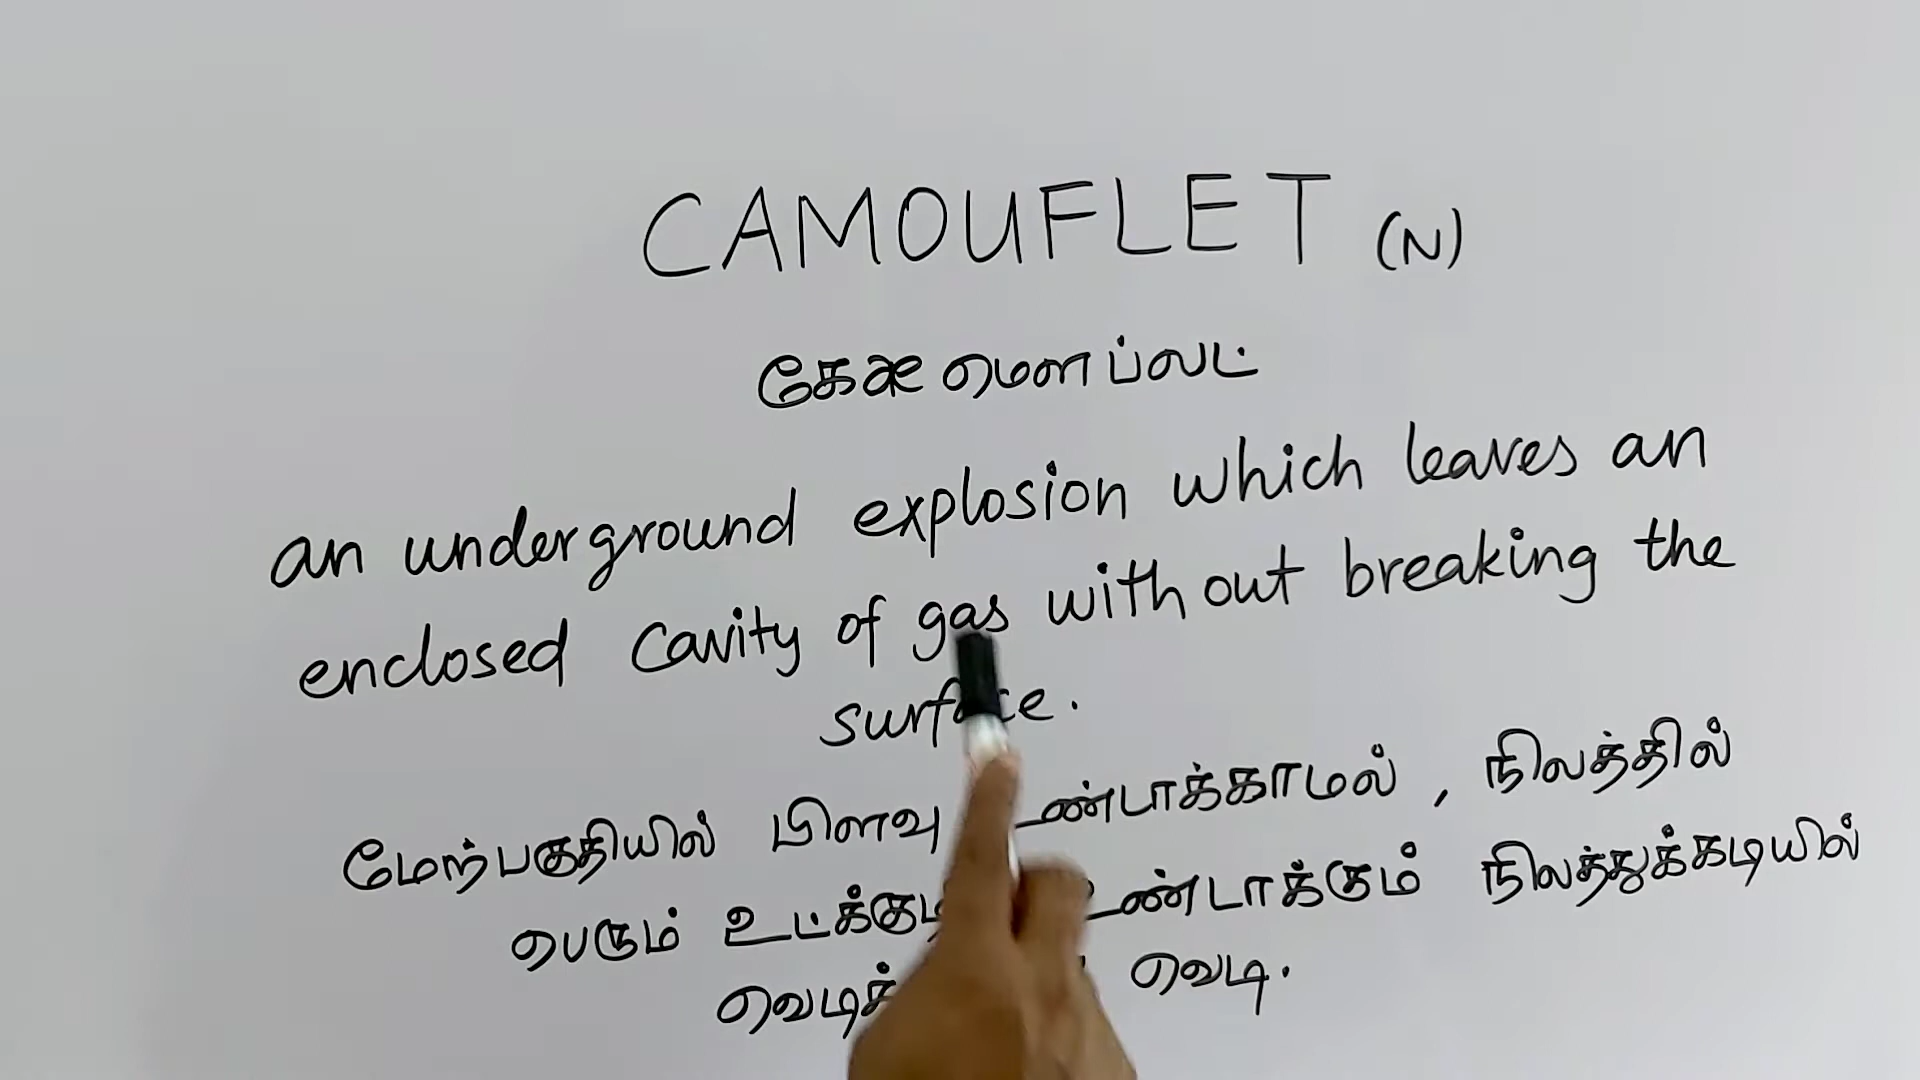 CAMOUFLET (N)
கேமௌப்லட்
an underground explosion which leaves an
enclosed cavity of gas without breaking the
surface.
மேற்பகுதியில் பிளவு உண்டாக்காமல், நிலத்தில்
பெரும் உண்டாக்கும் நிலத்துக்கடியில்
வெடி.